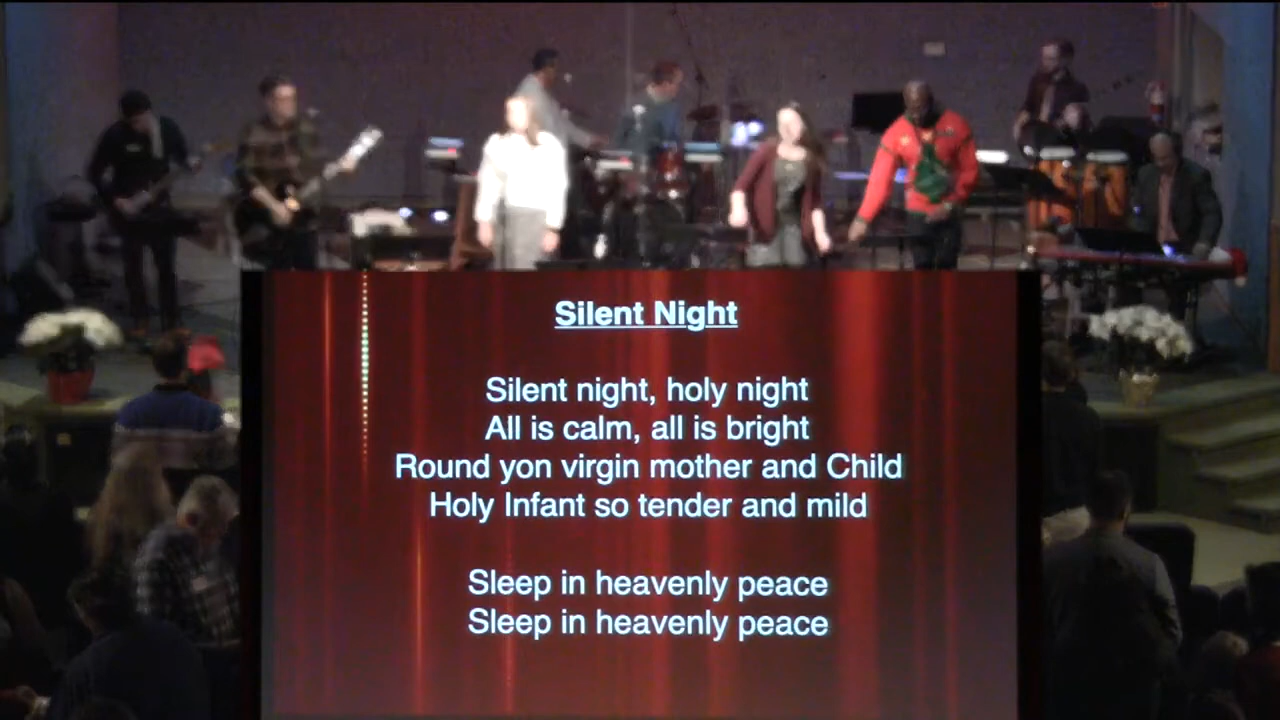 Silent Night
Silent night, holy night
All is calm, all is bright
Round yon virgin mother and Child
Holy Infant so tender and mild
Sleep in heavenly peace
Sleep in heavenly peace